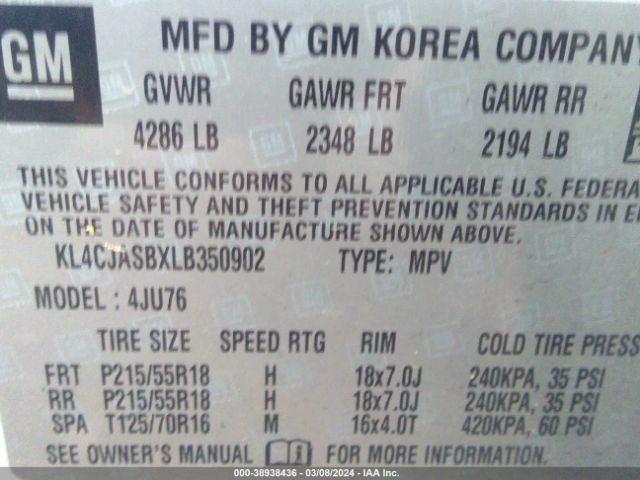 GM
MFD BY GM KOREA COMPANY
GVWR GAWR FRT GAWR RR
4286 LB 2348 LB 2194 LB
THIS VEHICLE CONFORMS TO ALL APPLICABLE U.S. FEDERA
VEHICLE SAFETY AND THEFT PREVENTION STANDARDS IN E
ON THE DATE OF MANUFACTURE SHOWN ABOVE.
KL4CJASBXLB350902 TYPE: MPV
MODEL: 4JU76
TIRE SIZE SPEED RTG RIM COLD TIRE PRESS
FRT P215/55R18 H 18x7.0J 240KPA, 35 PSI
RR P215/55R18 H 18x7.0J 240KPA, 35 PSI
SPA T125/70R16 M 16x4.0T 420KPA, 60 PSI
SEE OWNER'S MANUAL FOR MORE INFORMATION.
000-38938436 - 03/08/2024 - IAA Inc.